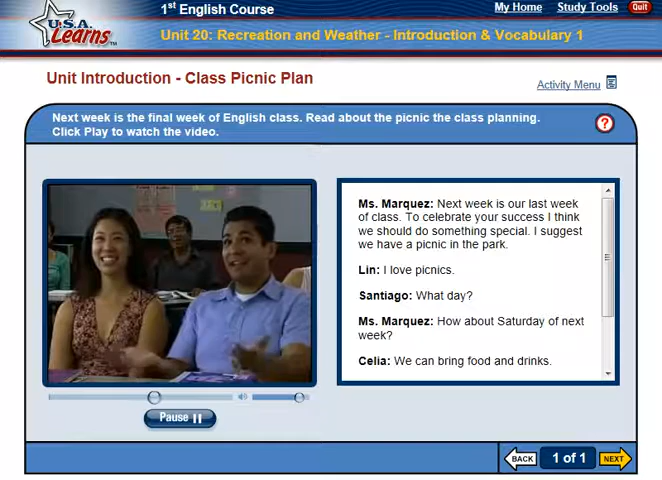 U.S.A.
Learns™
1st English Course
My Home
Study Tools
Quit
Unit 20: Recreation and Weather - Introduction & Vocabulary 1
Unit Introduction - Class Picnic Plan
Activity Menu
Next week is the final week of English class. Read about the picnic the class planning.
Click Play to watch the video.
?
Ms. Marquez: Next week is our last week
of class. To celebrate your success I think
we should do something special. I suggest
we have a picnic in the park.
Lin: I love picnics.
Santiago: What day?
Ms. Marquez: How about Saturday of next
week?
Celia: We can bring food and drinks.
Pause
BACK
1 of 1
NEXT